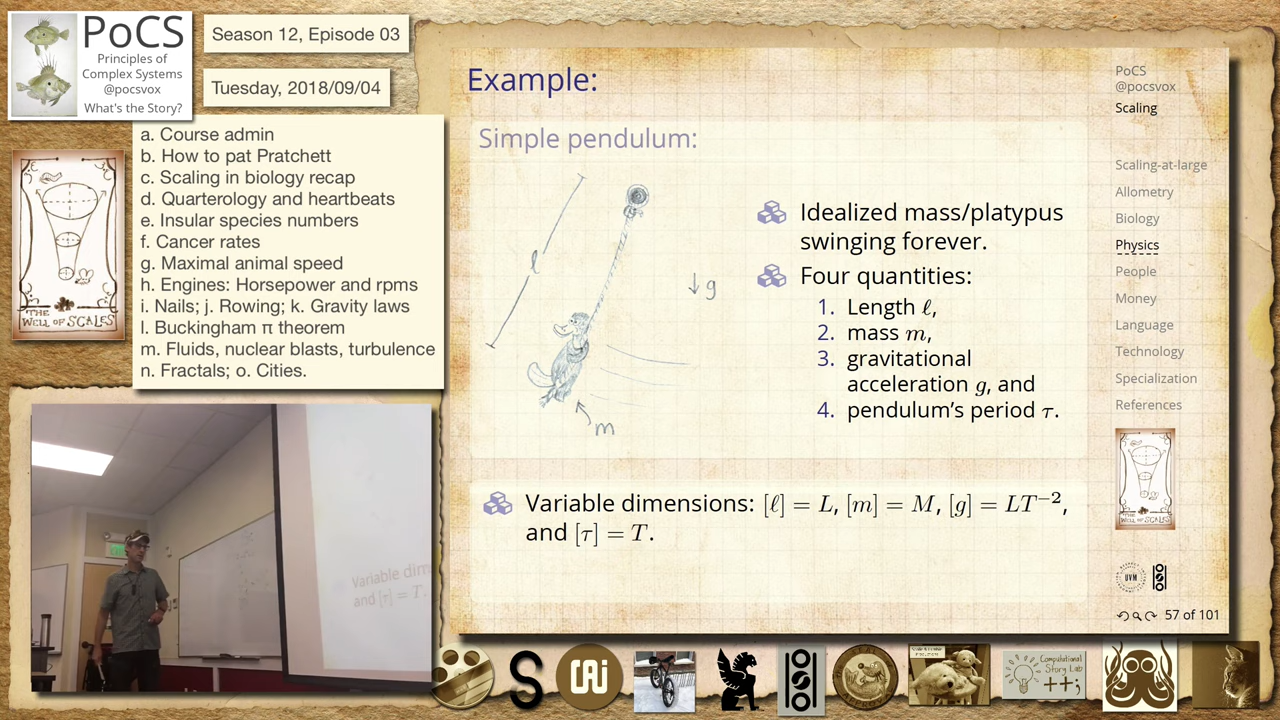 PoCS
Principles of
Complex Systems
@pocsvox
What's the Story?
Season 12, Episode 03
Tuesday, 2018/09/04
a. Course admin
b. How to pat Pratchett
c. Scaling in biology recap
d. Quarterology and heartbeats
e. Insular species numbers
f. Cancer rates
g. Maximal animal speed
h. Engines: Horsepower and rpms
i. Nails; j. Rowing; k. Gravity laws
l. Buckingham π theorem
m. Fluids, nuclear blasts, turbulence
n. Fractals; o. Cities.
THE
WELL OF SCALES
Variable dim
and [τ] = T.
Example:
Simple pendulum:
ℓ
↓ g
m
Idealized mass/platypus
swinging forever.
Four quantities:
1. Length ℓ,
2. mass m,
3. gravitational
acceleration g, and
4. pendulum's period τ.
Variable dimensions: [ℓ] = L, [m] = M, [g] = LT⁻²,
and [τ] = T.
PoCS
@pocsvox
Scaling
Scaling-at-large
Allometry
Biology
Physics
People
Money
Language
Technology
Specialization
References
THE
WELL OF SCALES
UVM
57 of 101
S
Computational
Story Lab
++;